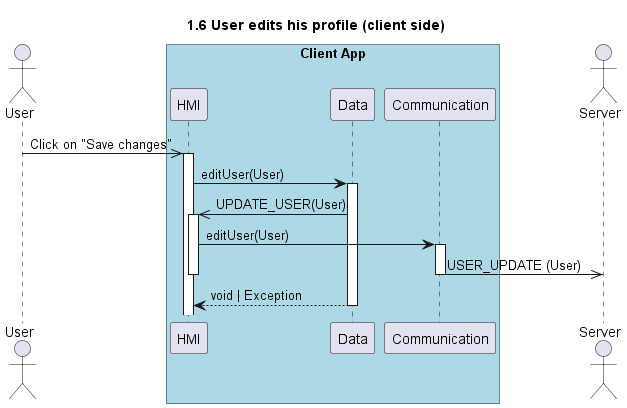 1.6 User edits his profile (client side)
Client App
User
HMI
Data
Communication
Server
Click on "Save changes"
editUser(User)
UPDATE_USER(User)
editUser(User)
USER_UPDATE (User)
void | Exception
User
HMI
Data
Communication
Server